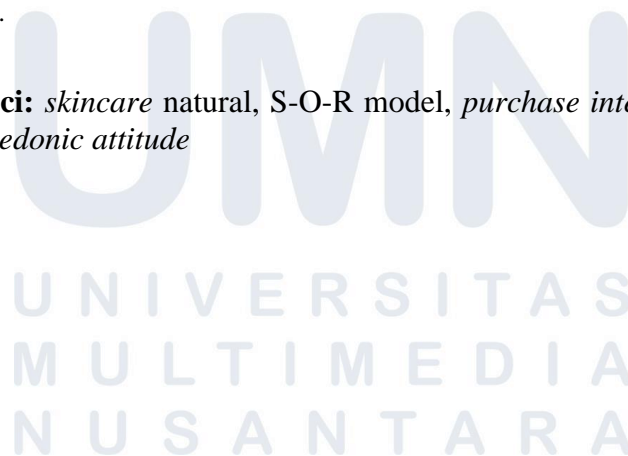 .
ci: skincare natural, S-O-R model, purchase inte
edonic attitude
UMN
UNIVERSITAS
MULTIMEDIA
NUSANTARA